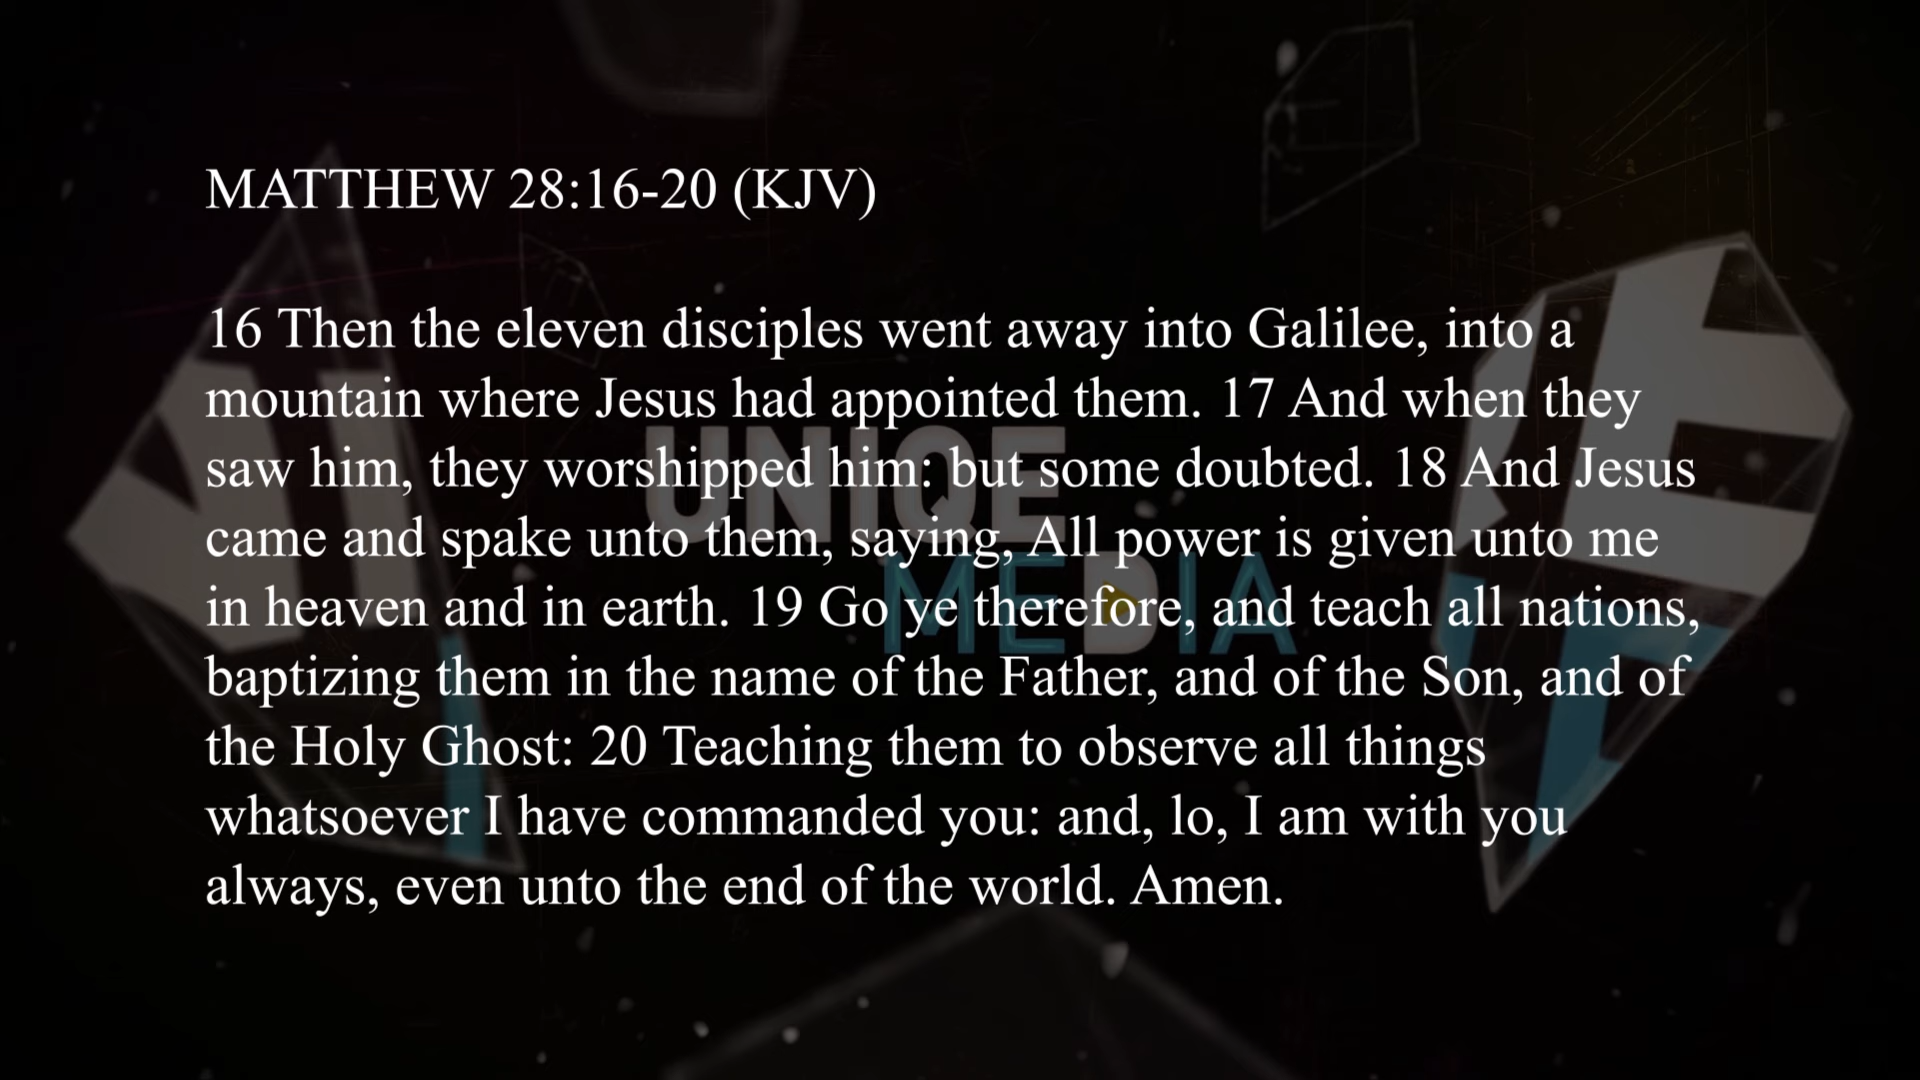 MATTHEW 28:16-20 (KJV)
16 Then the eleven disciples went away into Galilee, into a
mountain where Jesus had appointed them. 17 And when they
saw him, they worshipped him: but some doubted. 18 And Jesus
came and spake unto them, saying, All power is given unto me
in heaven and in earth. 19 Go ye therefore, and teach all nations,
baptizing them in the name of the Father, and of the Son, and of
the Holy Ghost: 20 Teaching them to observe all things
whatsoever I have commanded you: and, lo, I am with you
always, even unto the end of the world. Amen.
UNIQE
MEDIA